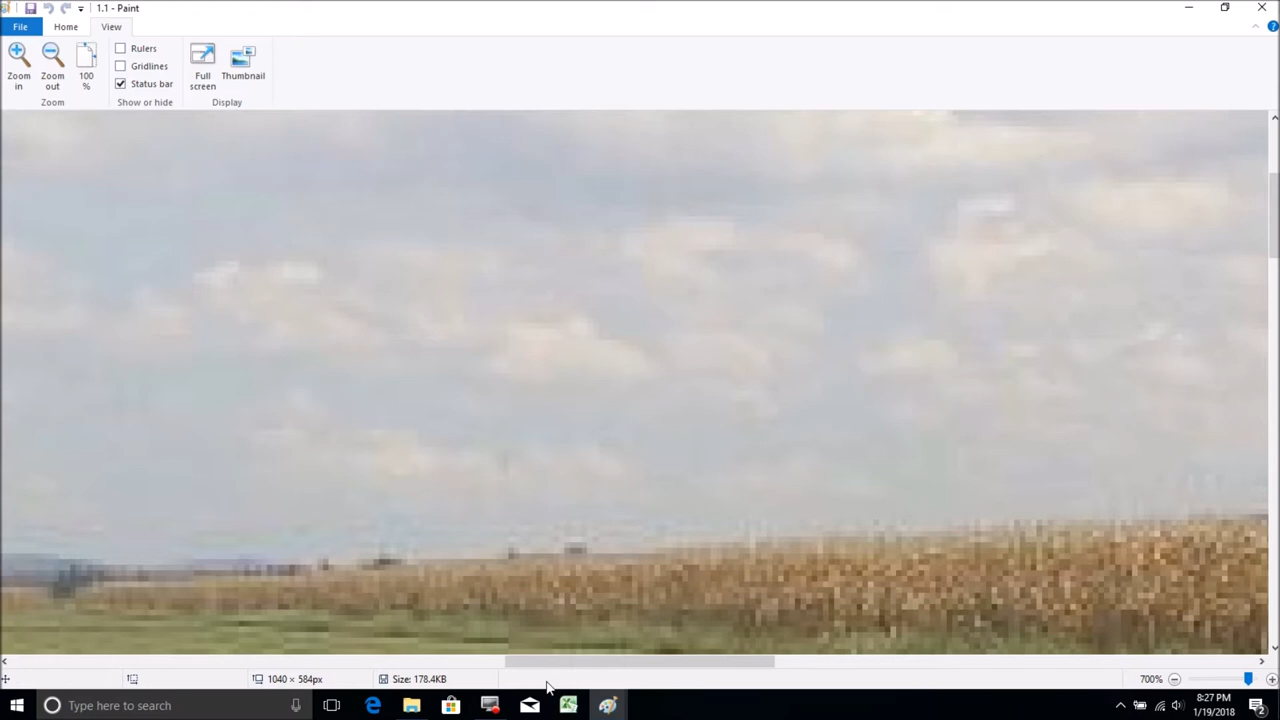 1.1 - Paint
File
Home
View
Zoom in
Zoom out
100 %
Rulers
Gridlines
Status bar
Full screen
Thumbnail
Zoom
Show or hide
Display
1040 × 584px
Size: 178.4KB
700%
Type here to search
8:27 PM
1/19/2018
2